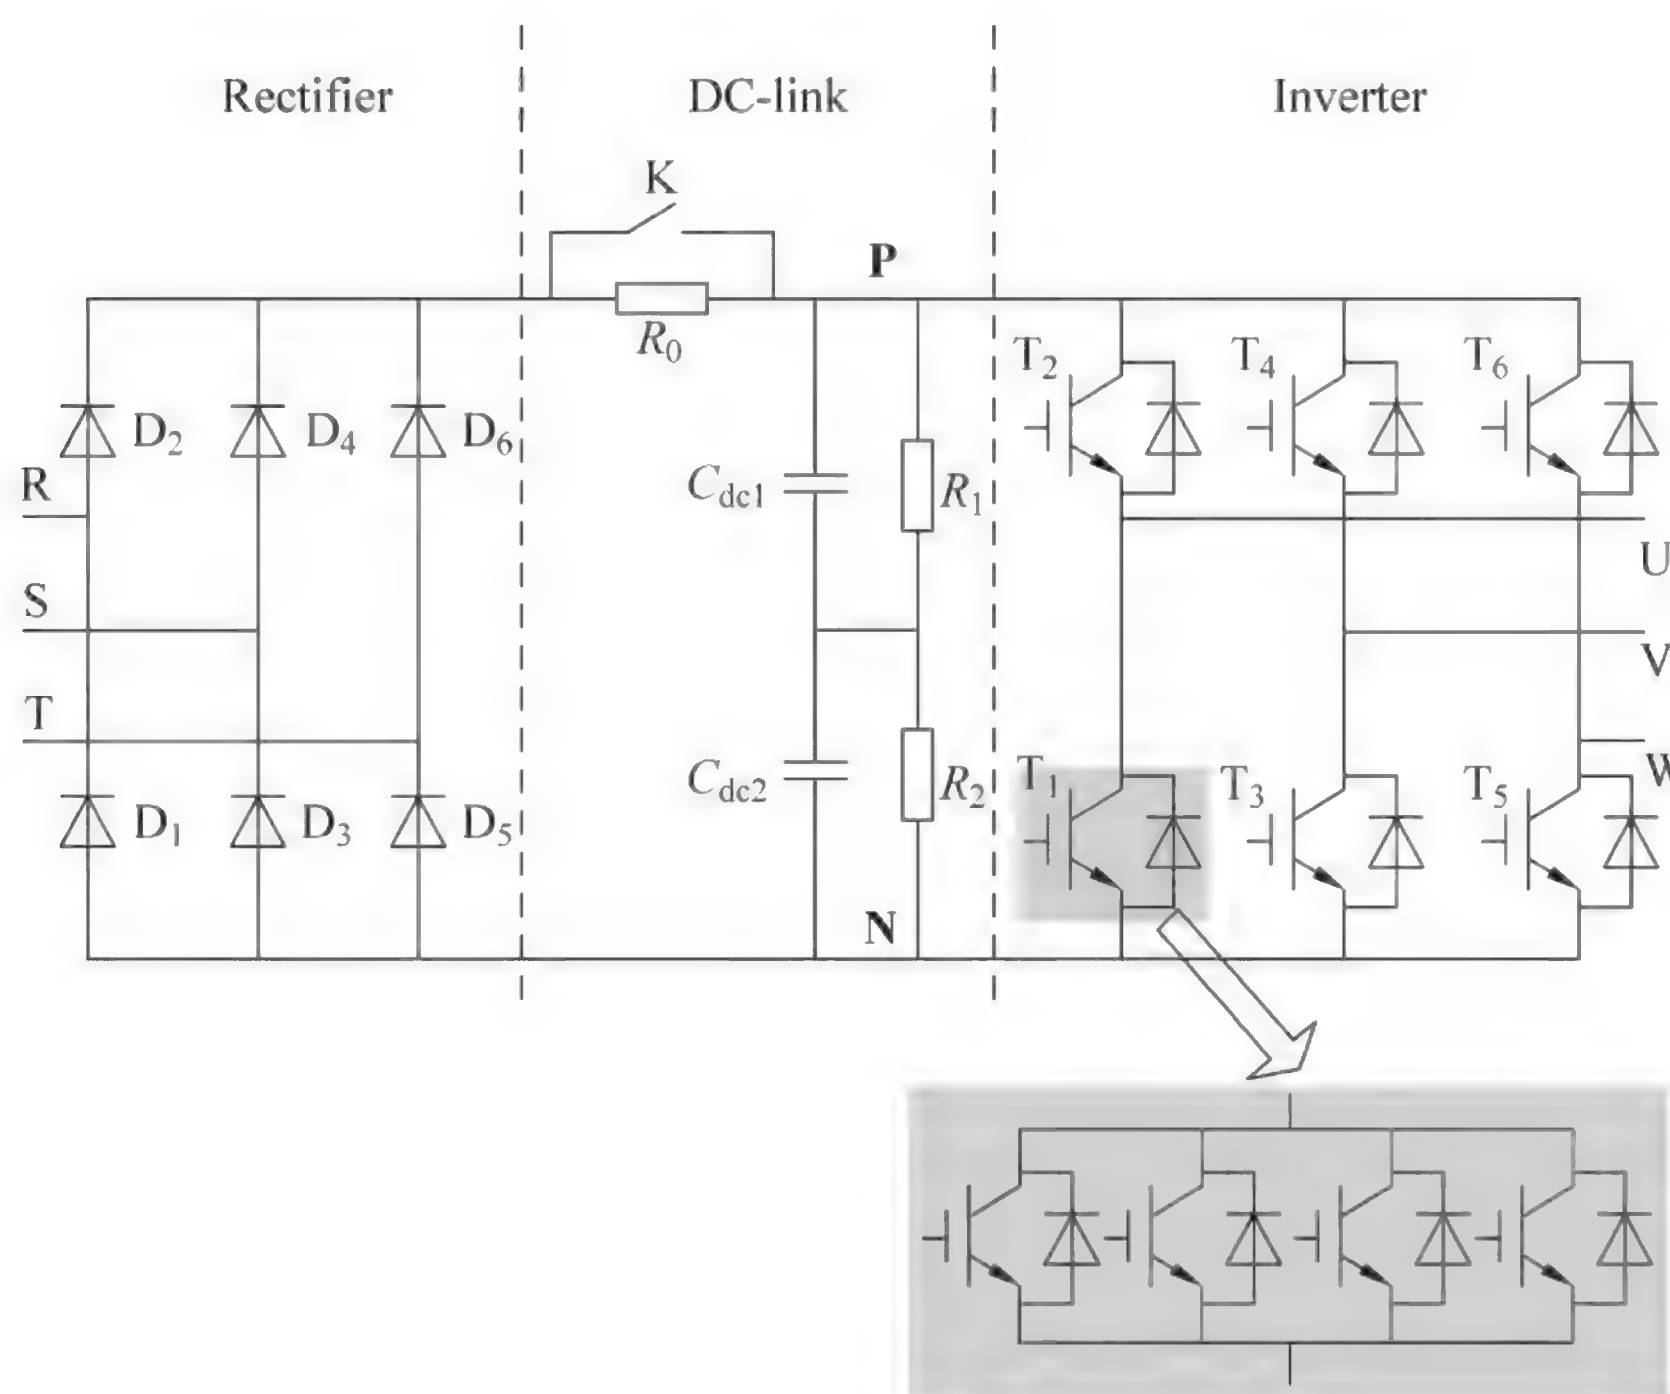 Rectifier DC-link Inverter
K
P
R0
T2 T4 T6
D2 D4 D6
R
Cdc1 R1
U
S
V
T
W
T1 T3 T5
Cdc2 R2
D1 D3 D5
N